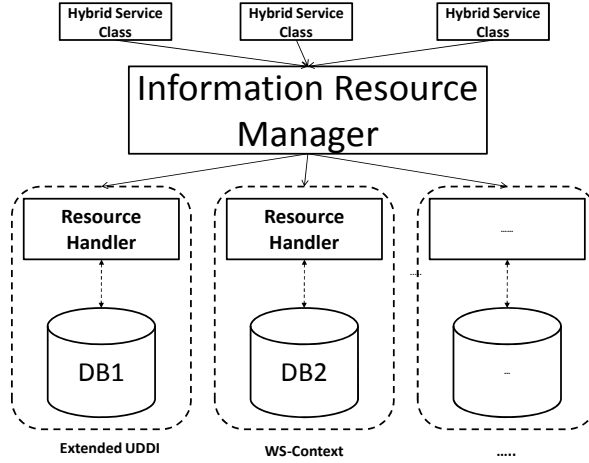 Hybrid Service
Class
Hybrid Service
Class
Hybrid Service
Class
Information Resource
Manager
Resource
Handler
Resource
Handler
......
.....
DB1
DB2
...
Extended UDDI
WS-Context
.....